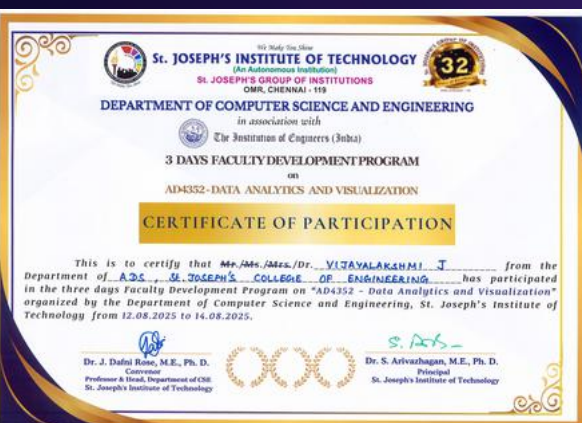 We Make You Shine
St. JOSEPH'S INSTITUTE OF TECHNOLOGY
(An Autonomous Institution)
St. JOSEPH'S GROUP OF INSTITUTIONS
OMR, CHENNAI - 119
32
DEPARTMENT OF COMPUTER SCIENCE AND ENGINEERING
in association with
The Institution of Engineers (India)
3 DAYS FACULTY DEVELOPMENT PROGRAM
on
AD4352 - DATA ANALYTICS AND VISUALIZATION
CERTIFICATE OF PARTICIPATION
This is to certify that Mr./Ms./Mrs./Dr. VIJAYALAKSHMI J from the
Department of ADS, St. JOSEPH'S COLLEGE OF ENGINEERING has participated
in the three days Faculty Development Program on "AD4352 - Data Analytics and Visualization"
organized by the Department of Computer Science and Engineering, St. Joseph's Institute of
Technology from 12.08.2025 to 14.08.2025.
Dr. J. Dafni Rose, M.E., Ph. D.
Convenor
Professor & Head, Department of CSE
St. Joseph's Institute of Technology
Dr. S. Arivazhagan, M.E., Ph. D.
Principal
St. Joseph's Institute of Technology